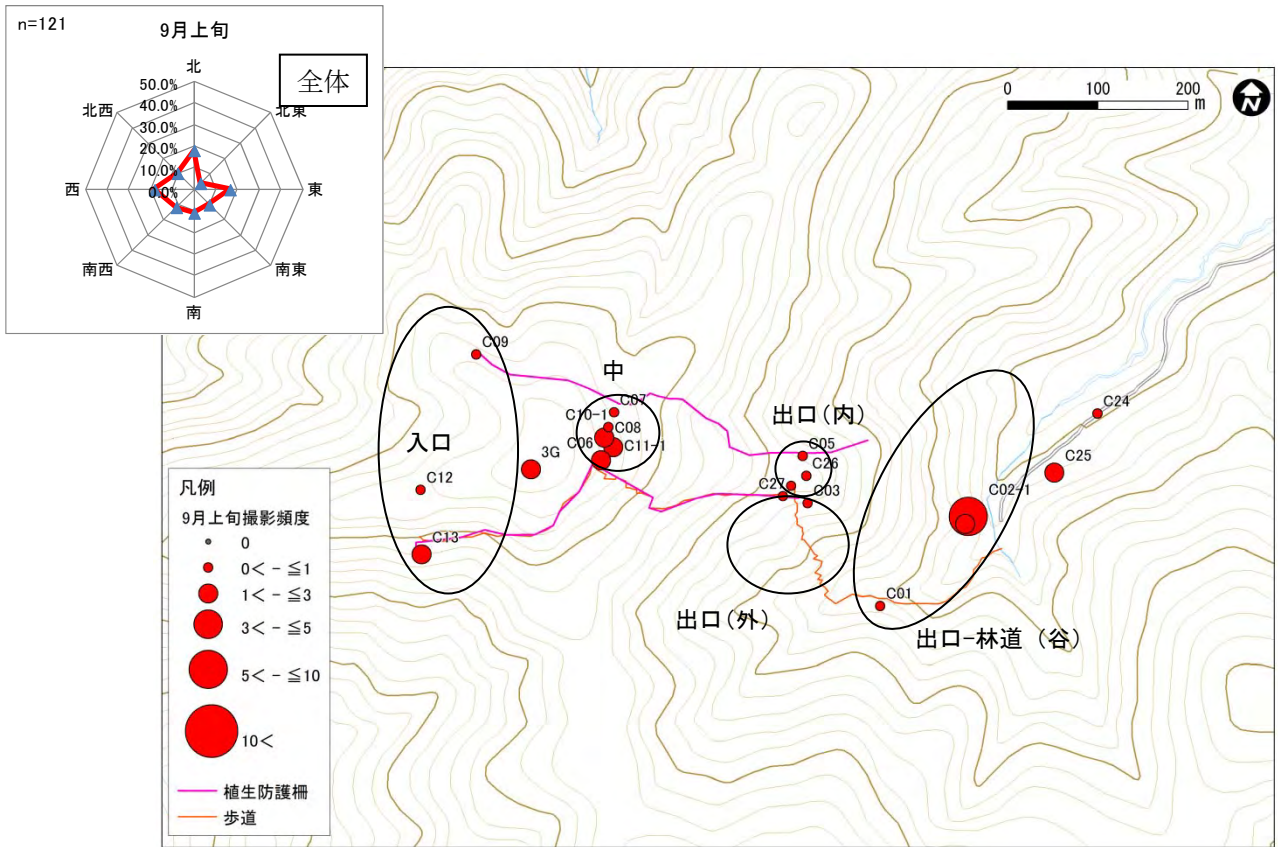 n=121
9月上旬
全体
北
北東
東
南東
南
南西
西
北西
50.0%
40.0%
30.0%
20.0%
10.0%
0.0%
0 100 200
m
N
C09
中
C07
C10-1
C08
C06
C11-1
3G
入口
C12
C13
出口(内)
C05
C26
C27
C03
出口(外)
C24
C25
C02-1
C01
出口-林道（谷）
凡例
9月上旬撮影頻度
0
0< - ≦1
1< - ≦3
3< - ≦5
5< - ≦10
10<
植生防護柵
歩道